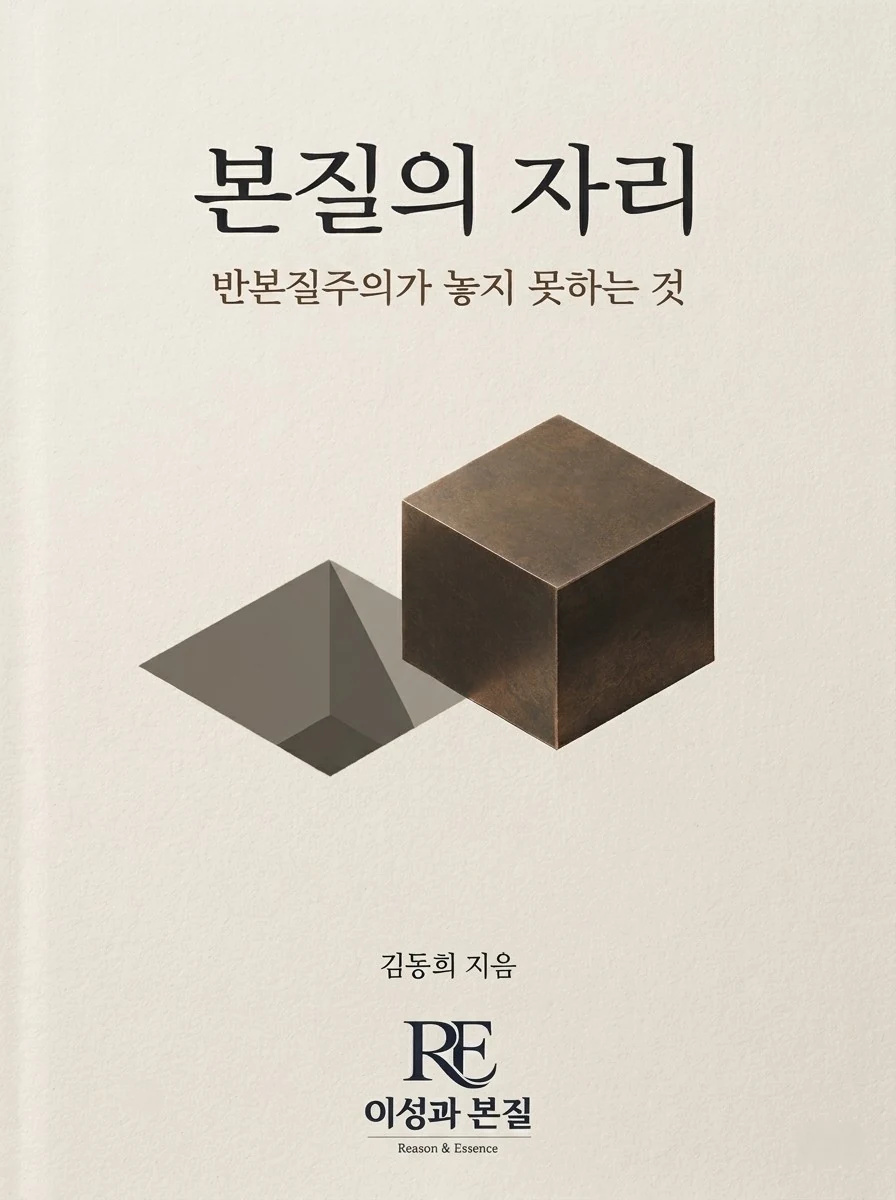 본질의 자리
반본질주의가 놓지 못하는 것
김동희 지음
RE
이성과 본질
Reason & Essence